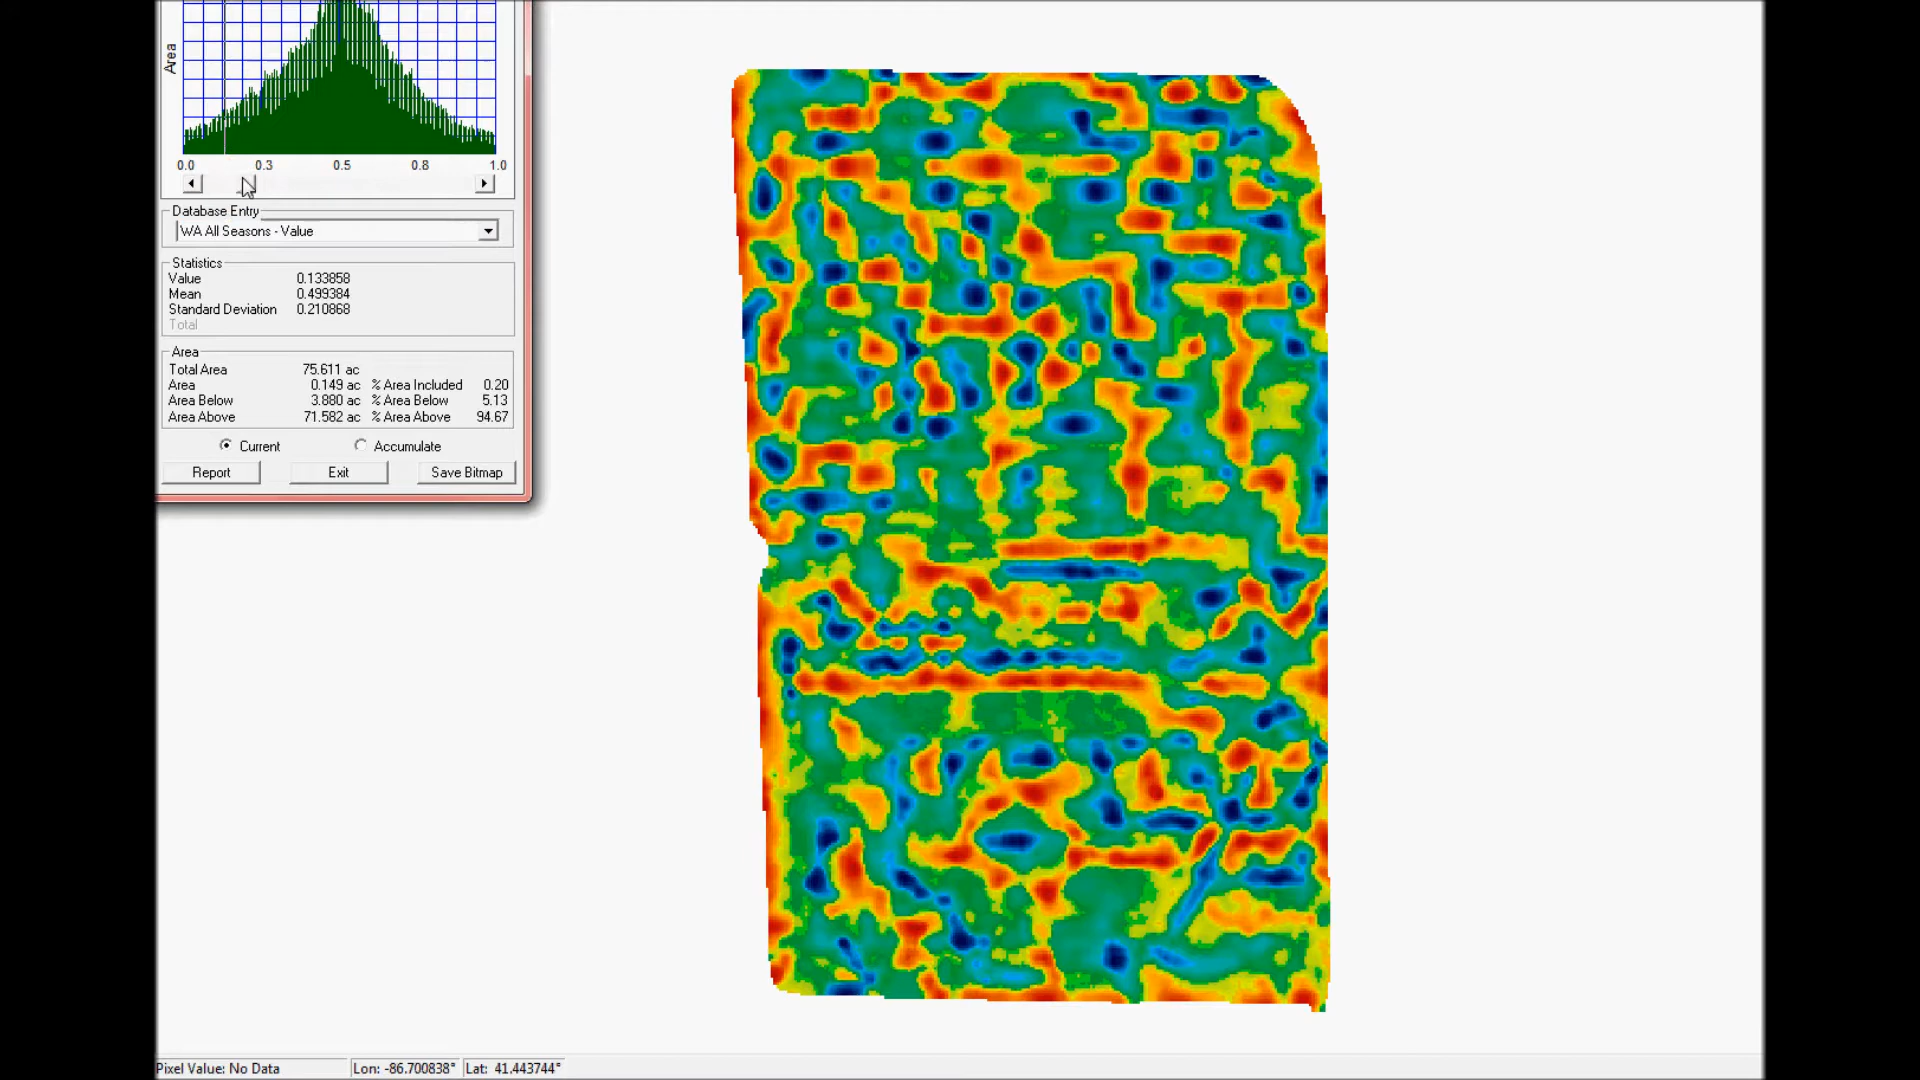 Area
0.0 0.3 0.5 0.8 1.0
Database Entry
WA All Seasons - Value
Statistics
Value 0.133858
Mean 0.499384
Standard Deviation 0.210868
Total
Area
Total Area 75.611 ac
Area 0.149 ac % Area Included 0.20
Area Below 3.880 ac % Area Below 5.13
Area Above 71.582 ac % Area Above 94.67
Current Accumulate
Report Exit Save Bitmap
Pixel Value: No Data Lon: -86.700838° Lat: 41.443744°